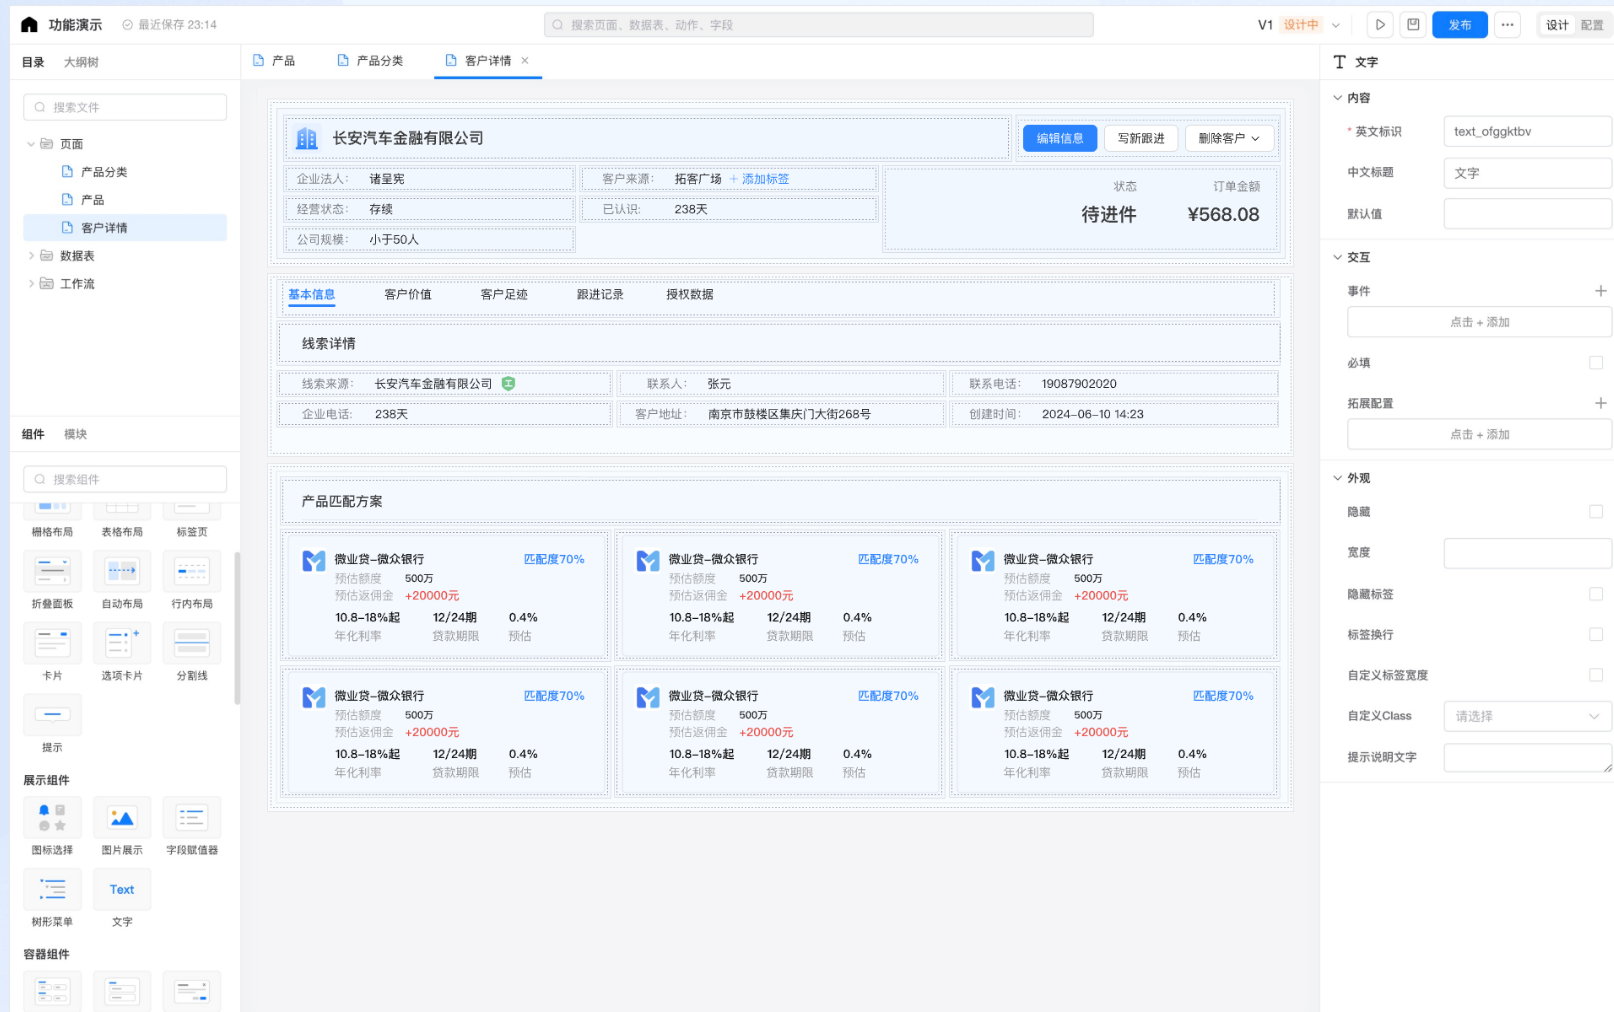 功能演示
最近保存 23:14
搜索页面、数据表、动作、字段
V1 设计中
发布
设计 配置
目录 大纲树
搜索文件
页面
产品分类
产品
客户详情
数据表
工作流
组件 模块
搜索组件
栅格布局 表格布局 标签页
折叠面板 自动布局 行内布局
卡片 选项卡片 分割线
提示
展示组件
图标选择 图片展示 字段赋值器
Text
树形菜单 文字
容器组件
产品 产品分类 客户详情
长安汽车金融有限公司
编辑信息 写新跟进 删除客户
企业法人: 诸呈宪 客户来源: 拓客广场 + 添加标签
经营状态: 存续 已认识: 238天
公司规模: 小于50人
状态 订单金额
待进件 ¥568.08
基本信息 客户价值 客户足迹 跟进记录 授权数据
线索详情
线索来源: 长安汽车金融有限公司 联系人: 张元 联系电话: 19087902020
企业电话: 238天 客户地址: 南京市鼓楼区集庆门大街268号 创建时间: 2024-06-10 14:23
产品匹配方案
微业贷-微众银行 匹配度70% 微业贷-微众银行 匹配度70% 微业贷-微众银行 匹配度70%
预估额度 500万 预估额度 500万 预估额度 500万
预估返佣金 +20000元 预估返佣金 +20000元 预估返佣金 +20000元
10.8-18%起 12/24期 0.4% 10.8-18%起 12/24期 0.4% 10.8-18%起 12/24期 0.4%
年化利率 贷款期限 预估 年化利率 贷款期限 预估 年化利率 贷款期限 预估
微业贷-微众银行 匹配度70% 微业贷-微众银行 匹配度70% 微业贷-微众银行 匹配度70%
预估额度 500万 预估额度 500万 预估额度 500万
预估返佣金 +20000元 预估返佣金 +20000元 预估返佣金 +20000元
10.8-18%起 12/24期 0.4% 10.8-18%起 12/24期 0.4% 10.8-18%起 12/24期 0.4%
年化利率 贷款期限 预估 年化利率 贷款期限 预估 年化利率 贷款期限 预估
文字
内容
* 英文标识 text_ofggktbv
中文标题 文字
默认值
交互
事件
点击 + 添加
必填
拓展配置
点击 + 添加
外观
隐藏
宽度
隐藏标签
标签换行
自定义标签宽度
自定义Class 请选择
提示说明文字